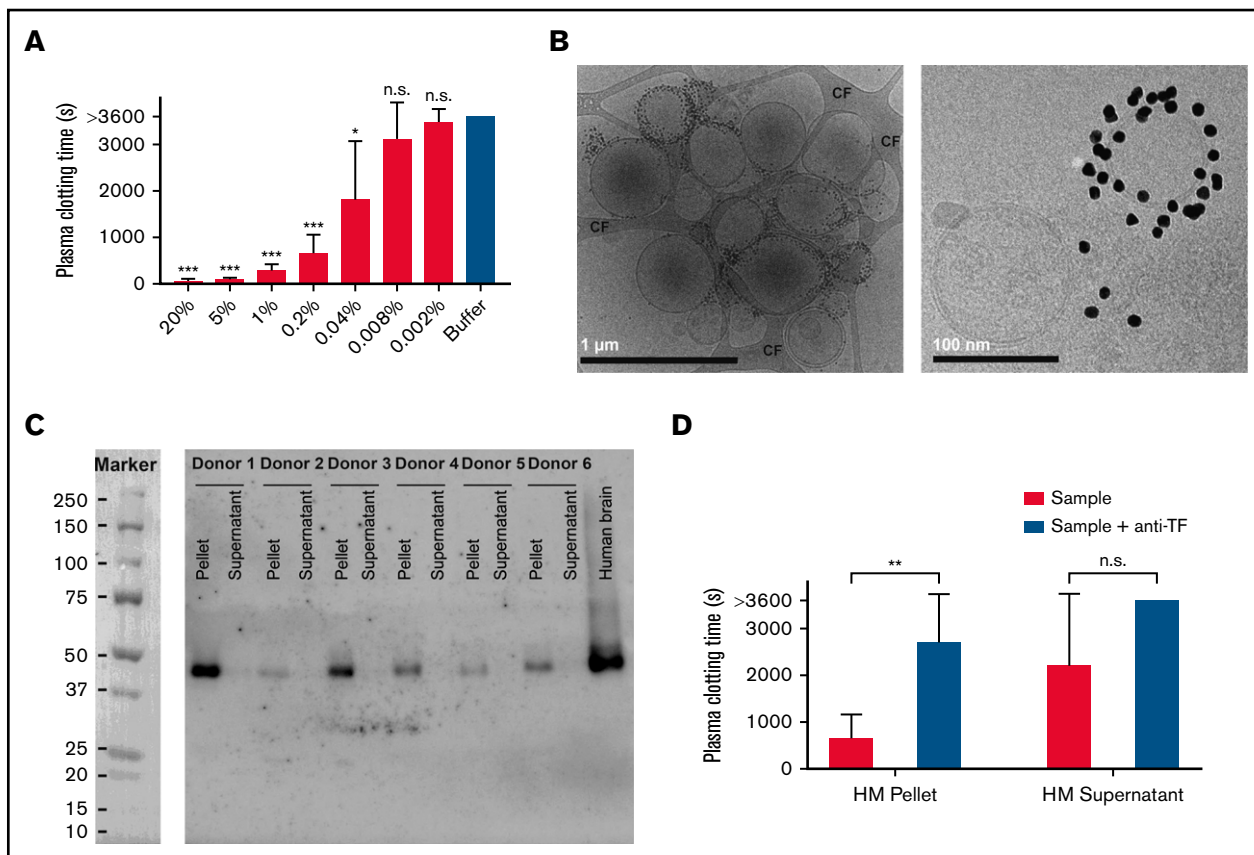 A
Plasma clotting time (s)
>3600
3000
2000
1000
0
***
***
***
***
*
n.s.
n.s.
20%
5%
1%
0.2%
0.04%
0.008%
0.002%
Buffer
B
CF
CF
CF
CF
1 µm
100 nm
C
Marker
250
150
100
75
50
37
25
20
15
10
Donor 1 Donor 2 Donor 3 Donor 4 Donor 5 Donor 6
Pellet
Supernatant
Pellet
Supernatant
Pellet
Supernatant
Pellet
Supernatant
Pellet
Supernatant
Pellet
Supernatant
Human brain
D
Sample
Sample + anti-TF
Plasma clotting time (s)
>3600
3000
2000
1000
0
**
n.s.
HM Pellet
HM Supernatant